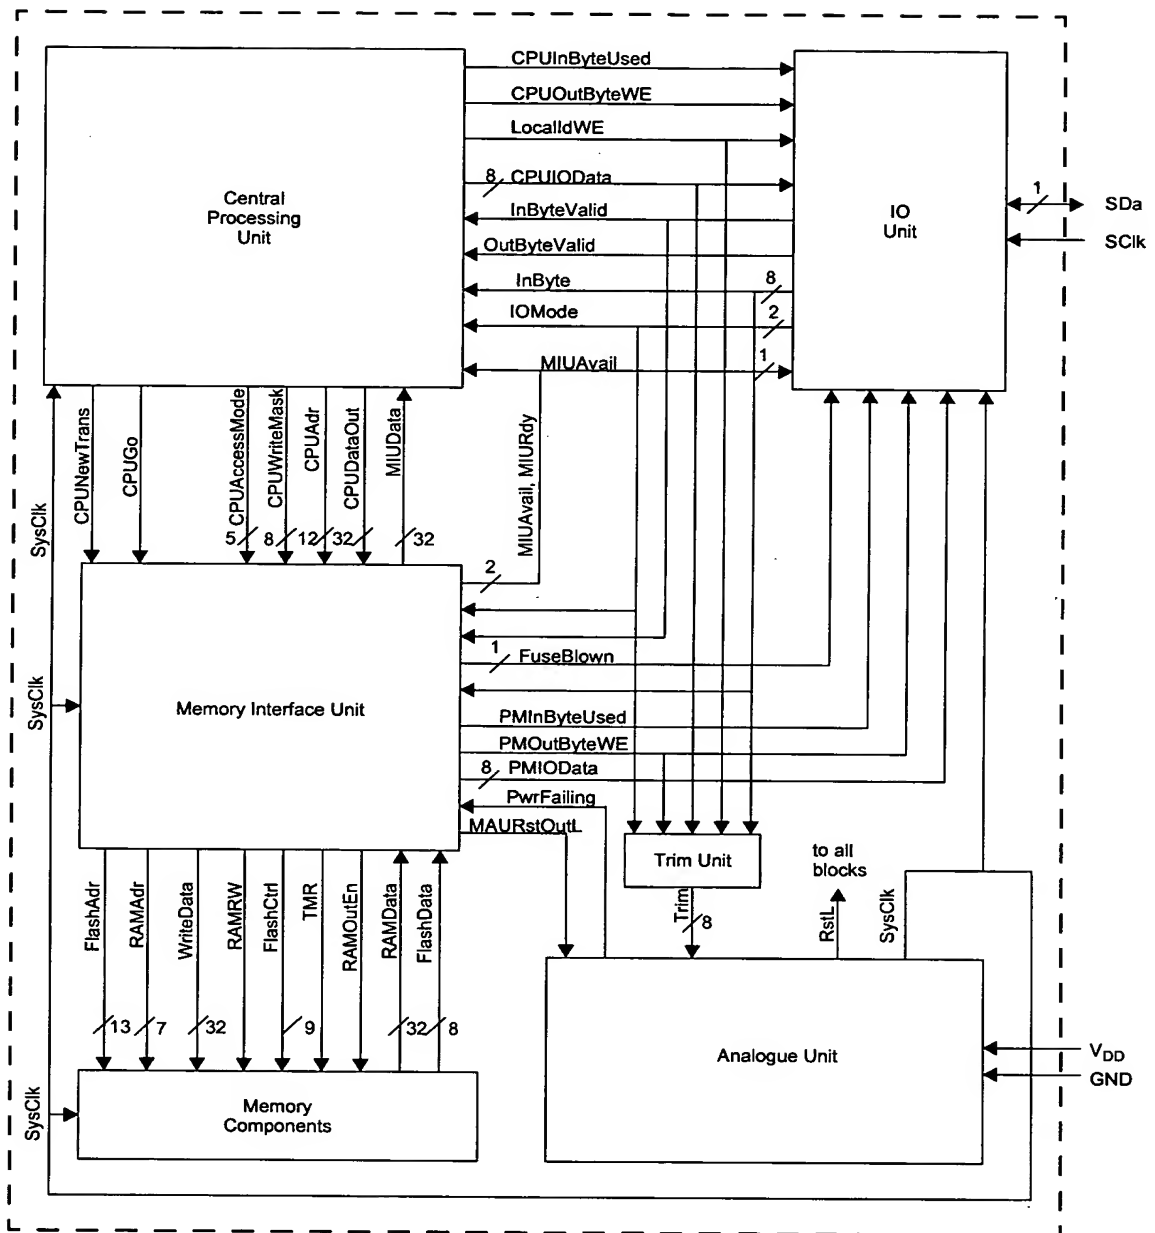 CPUInByteUsed
CPUOutByteWE
LocalIdWE
8 CPUIOData
InByteValid
OutByteValid
InByte 8
IOMode 2
MIUAvail 1
Central
Processing
Unit
IO
Unit
1 SDa
SClk
SysClk
CPUNewTrans
CPUGo
CPUAccessMode
CPUWriteMask
CPUAdr
CPUDataOut
MIUData
MIUAvail, MIURdy
5 8 12 32 32
2
1 FuseBlown
SysClk
Memory Interface Unit
PMInByteUsed
PMOutByteWE
8 PMIOData
PwrFailing
MAURstOutL
Trim Unit
to all
blocks
FlashAdr
RAMAdr
WriteData
RAMRW
FlashCtrl
TMR
RAMOutEn
RAMData
FlashData
Trim
8
RstL
SysClk
13 7 32 9 32 8
Analogue Unit
VDD
GND
SysClk
Memory
Components